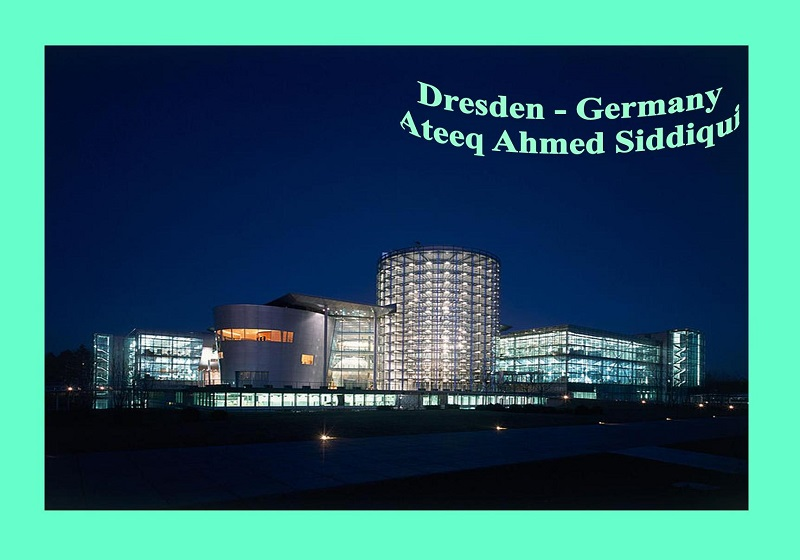 Dresden - Germany
Ateeq Ahmed Siddiqui